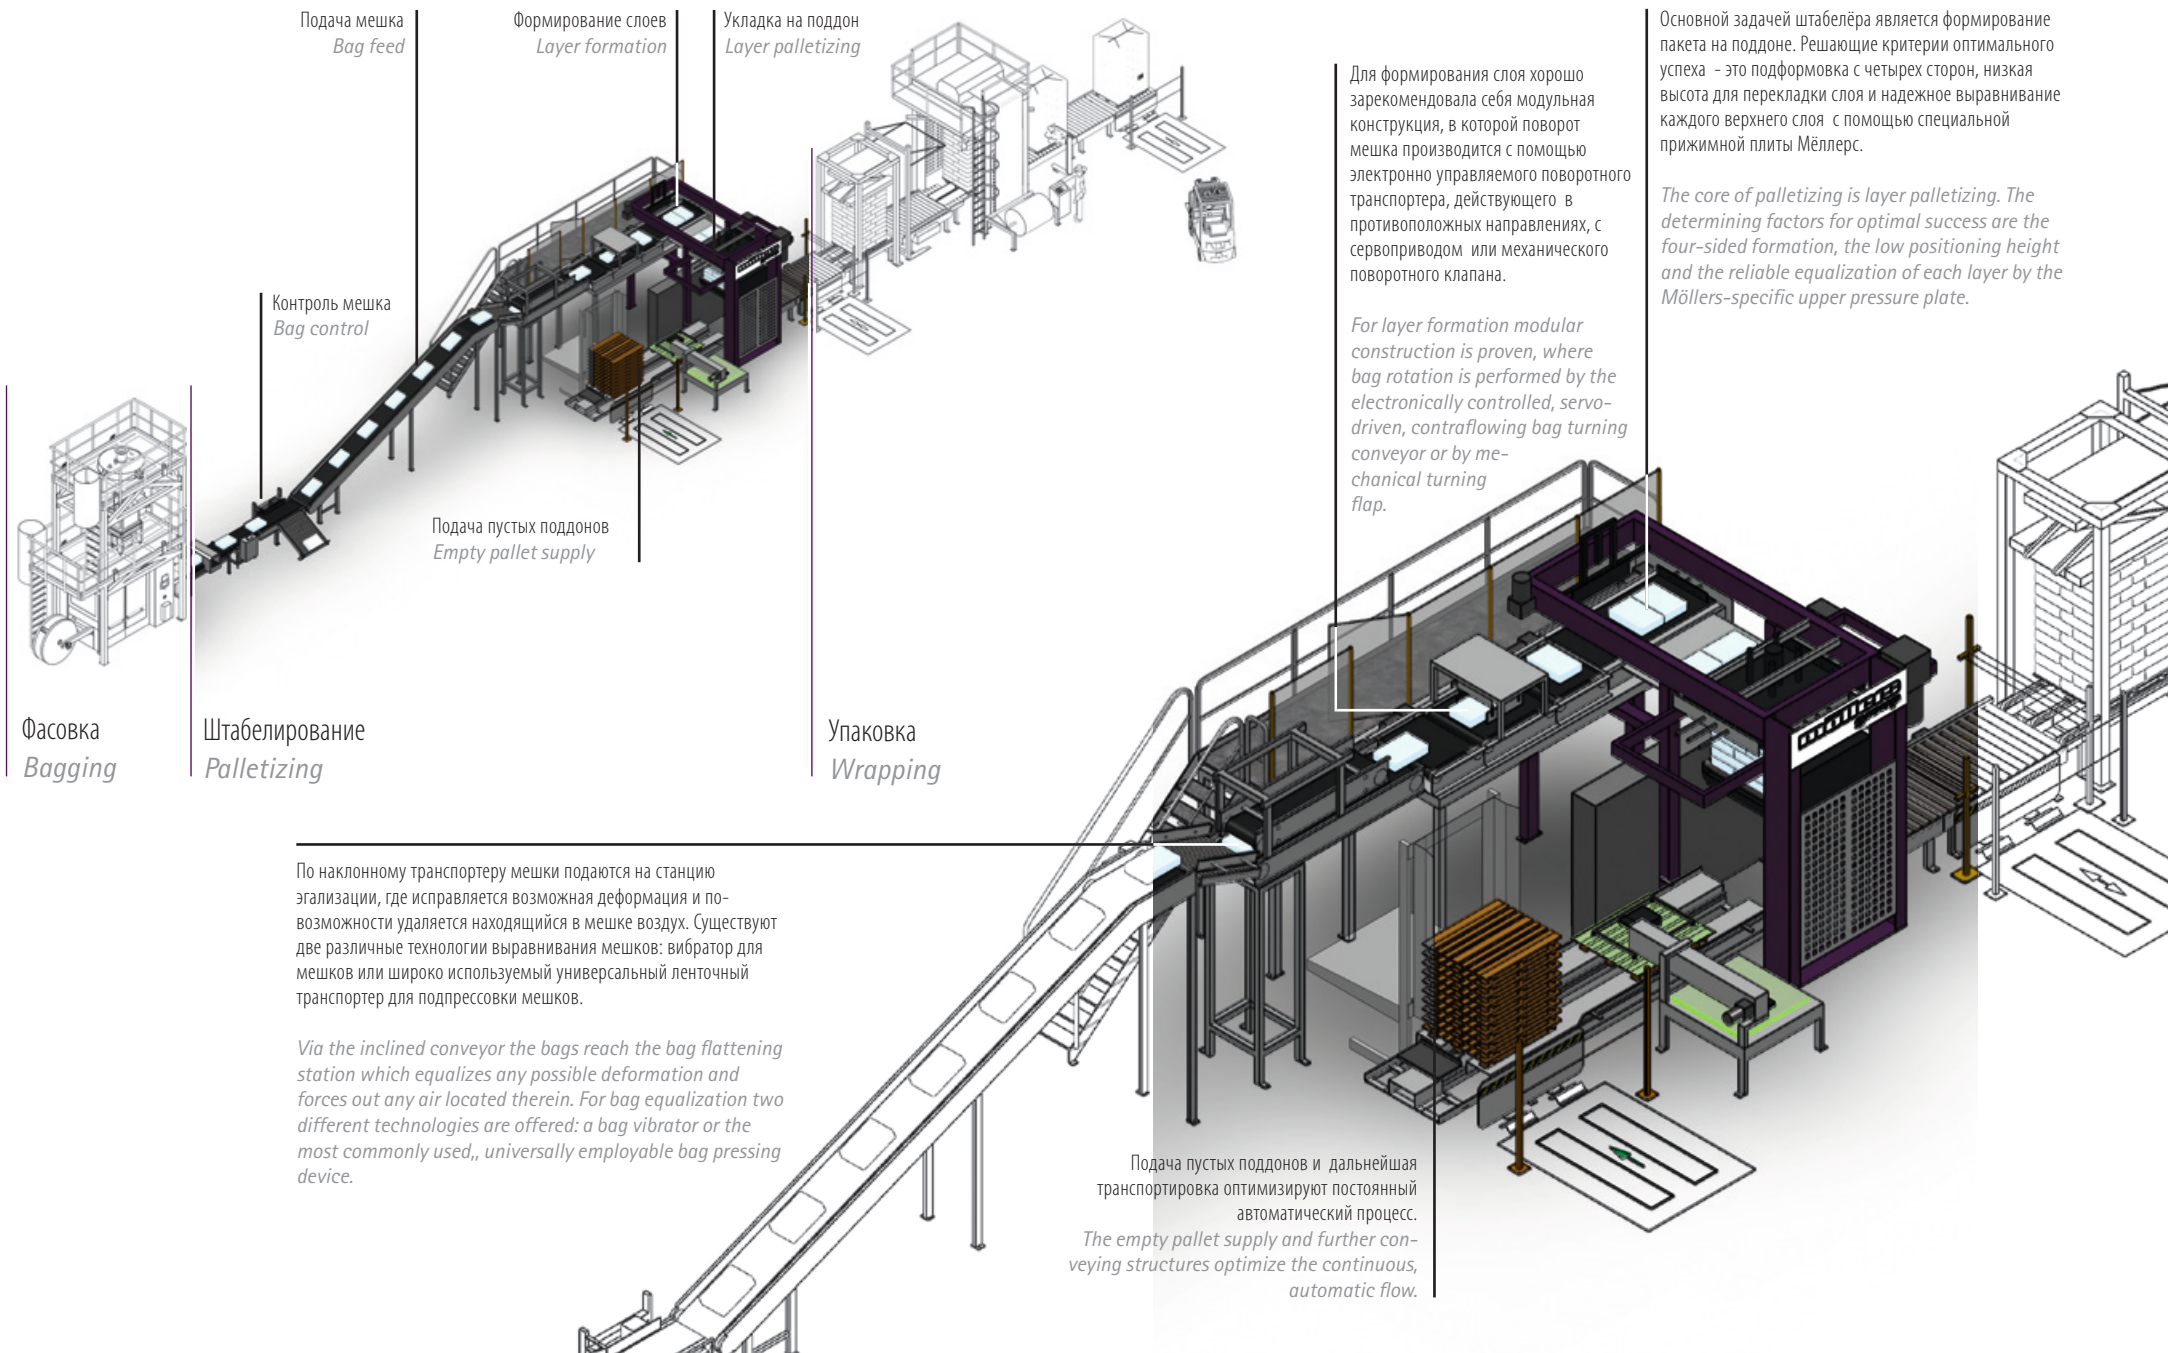 Подача мешка
Bag feed
Формирование слоев
Layer formation
Укладка на поддон
Layer palletizing
Контроль мешка
Bag control
Подача пустых поддонов
Empty pallet supply
Фасовка
Bagging
Штабелирование
Palletizing
Упаковка
Wrapping
Для формирования слоя хорошо
зарекомендовала себя модульная
конструкция, в которой поворот
мешка производится с помощью
электронно управляемого поворотного
транспортера, действующего в
противоположных направлениях, с
сервоприводом или механического
поворотного клапана.
For layer formation modular
construction is proven, where
bag rotation is performed by the
electronically controlled, servo-
driven, contraflowing bag turning
conveyor or by me-
chanical turning
flap.
Основной задачей штабелёра является формирование
пакета на поддоне. Решающие критерии оптимального
успеха - это подформовка с четырех сторон, низкая
высота для перекладки слоя и надежное выравнивание
каждого верхнего слоя с помощью специальной
прижимной плиты Мёллерс.
The core of palletizing is layer palletizing. The
determining factors for optimal success are the
four-sided formation, the low positioning height
and the reliable equalization of each layer by the
Möllers-specific upper pressure plate.
По наклонному транспортеру мешки подаются на станцию
эгализации, где исправляется возможная деформация и по-
возможности удаляется находящийся в мешке воздух. Существуют
две различные технологии выравнивания мешков: вибратор для
мешков или широко используемый универсальный ленточный
транспортер для подпрессовки мешков.
Via the inclined conveyor the bags reach the bag flattening
station which equalizes any possible deformation and
forces out any air located therein. For bag equalization two
different technologies are offered: a bag vibrator or the
most commonly used,, universally employable bag pressing
device.
Подача пустых поддонов и дальнейшая
транспортировка оптимизируют постоянный
автоматический процесс.
The empty pallet supply and further con-
veying structures optimize the continuous,
automatic flow.